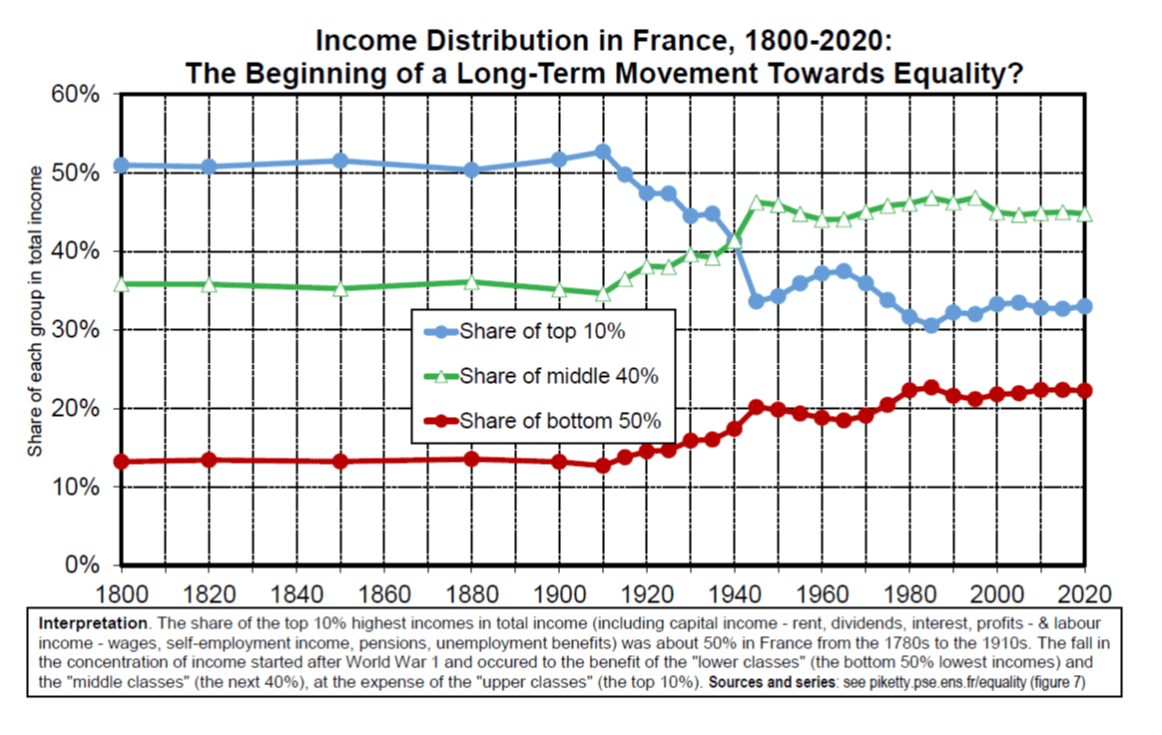 Income Distribution in France, 1800-2020:
The Beginning of a Long-Term Movement Towards Equality?
Share of each group in total income
60%
50%
40%
30%
20%
10%
0%
Share of top 10%
Share of middle 40%
Share of bottom 50%
1800 1820 1840 1860 1880 1900 1920 1940 1960 1980 2000 2020
Interpretation. The share of the top 10% highest incomes in total income (including capital income - rent, dividends, interest, profits - & labour
income - wages, self-employment income, pensions, unemployment benefits) was about 50% in France from the 1780s to the 1910s. The fall in
the concentration of income started after World War 1 and occured to the benefit of the "lower classes" (the bottom 50% lowest incomes) and
the "middle classes" (the next 40%), at the expense of the "upper classes" (the top 10%). Sources and series: see piketty.pse.ens.fr/equality (figure 7)